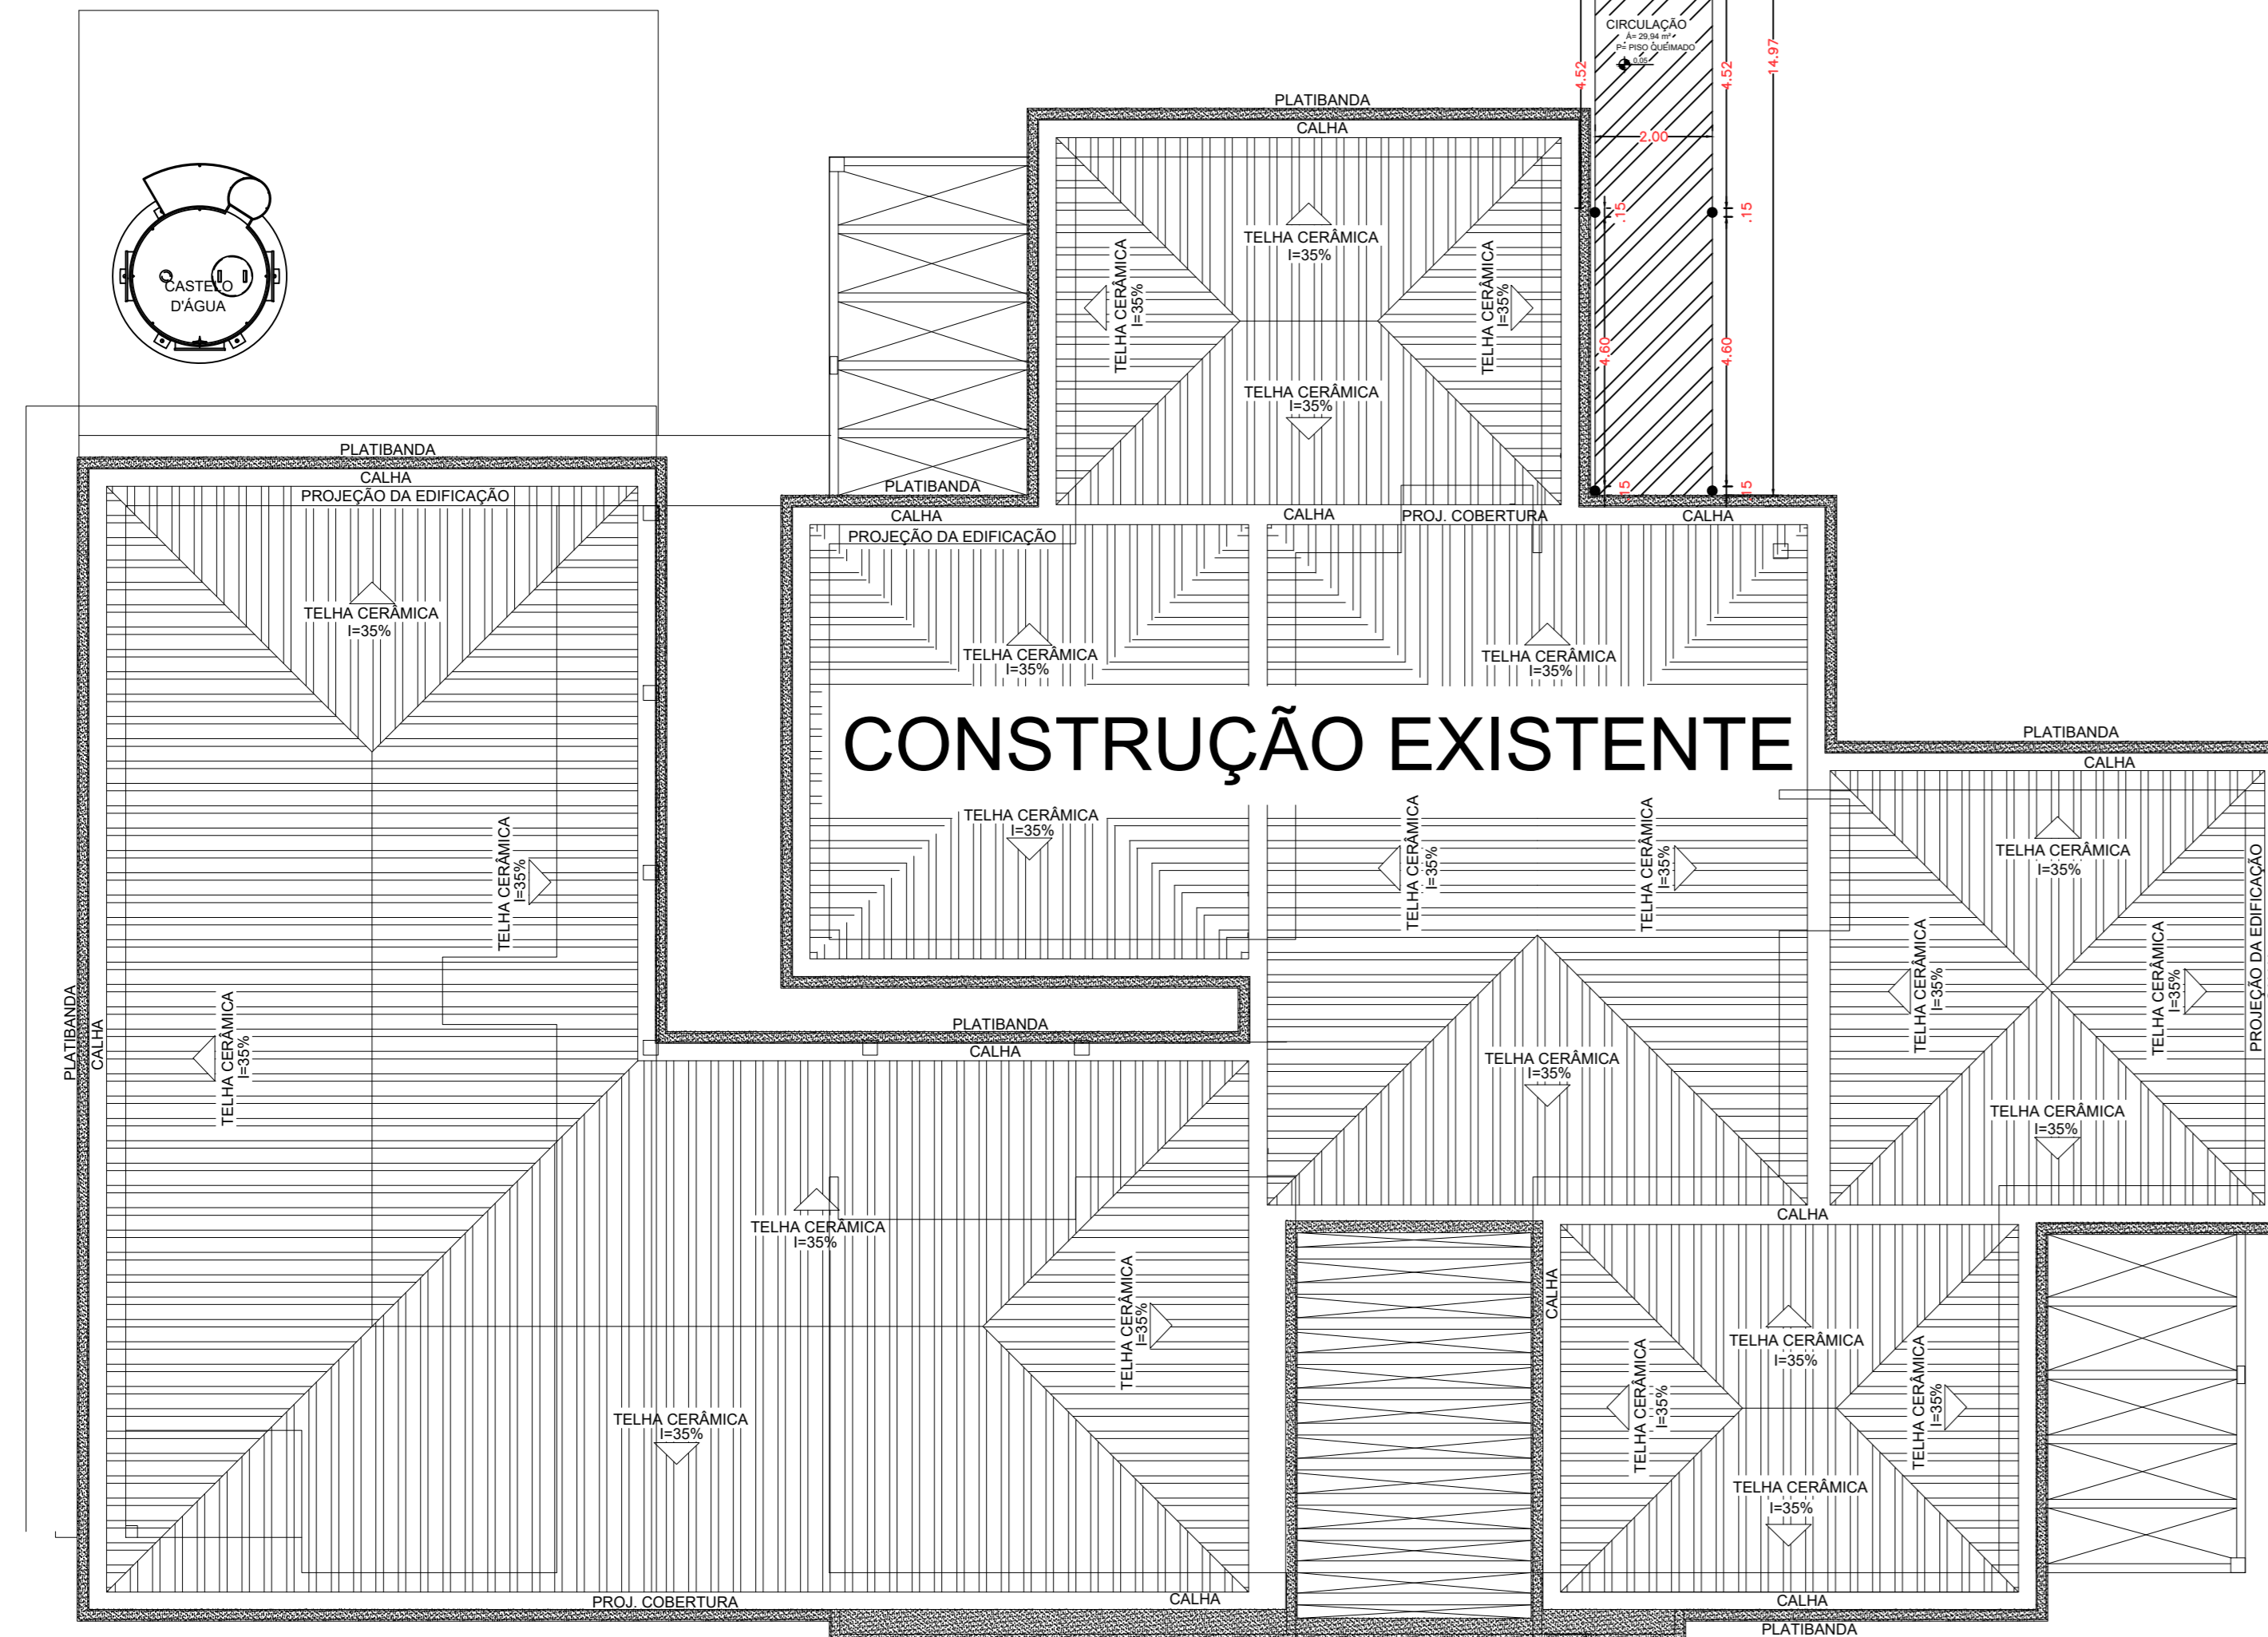 CIRCULAÇÃO
A= 29,94 m²
P= PISO QUEIMADO
0,05
4.52
4.52
14.97
2.00
.15
.15
4.60
4.60
.15
.15
PLATIBANDA
CALHA
TELHA CERÂMICA
I=35%
TELHA CERÂMICA
I=35%
TELHA CERÂMICA
I=35%
TELHA CERÂMICA
I=35%
CASTELO
D'ÁGUA
PLATIBANDA
CALHA
PROJEÇÃO DA EDIFICAÇÃO
TELHA CERÂMICA
I=35%
PLATIBANDA
CALHA
PROJEÇÃO DA EDIFICAÇÃO
CALHA
PROJ. COBERTURA
CALHA
TELHA CERÂMICA
I=35%
TELHA CERÂMICA
I=35%
CONSTRUÇÃO EXISTENTE
PLATIBANDA
CALHA
TELHA CERÂMICA
I=35%
TELHA CERÂMICA
I=35%
TELHA CERÂMICA
I=35%
TELHA CERÂMICA
I=35%
TELHA CERÂMICA
I=35%
PROJEÇÃO DA EDIFICAÇÃO
TELHA CERÂMICA
I=35%
TELHA CERÂMICA
I=35%
PLATIBANDA
CALHA
TELHA CERÂMICA
I=35%
PLATIBANDA
CALHA
TELHA CERÂMICA
I=35%
TELHA CERÂMICA
I=35%
TELHA CERÂMICA
I=35%
CALHA
TELHA CERÂMICA
I=35%
CALHA
TELHA CERÂMICA
I=35%
TELHA CERÂMICA
I=35%
TELHA CERÂMICA
I=35%
TELHA CERÂMICA
I=35%
TELHA CERÂMICA
I=35%
PROJ. COBERTURA
CALHA
CALHA
PLATIBANDA